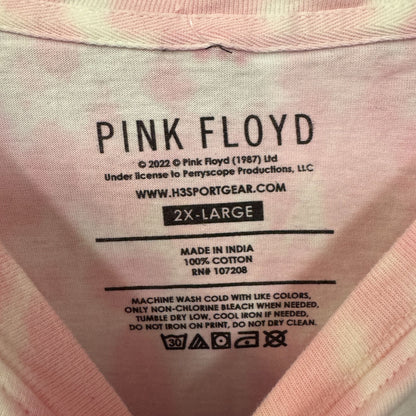 PINK FLOYD
© 2022 © Pink Floyd (1987) Ltd
Under license to Perryscope Productions, LLC
WWW.H3SPORTGEAR.COM
2X-LARGE
MADE IN INDIA
100% COTTON
RN# 107208
MACHINE WASH COLD WITH LIKE COLORS,
ONLY NON-CHLORINE BLEACH WHEN NEEDED,
TUMBLE DRY LOW, COOL IRON IF NEEDED,
DO NOT IRON ON PRINT, DO NOT DRY CLEAN.
30